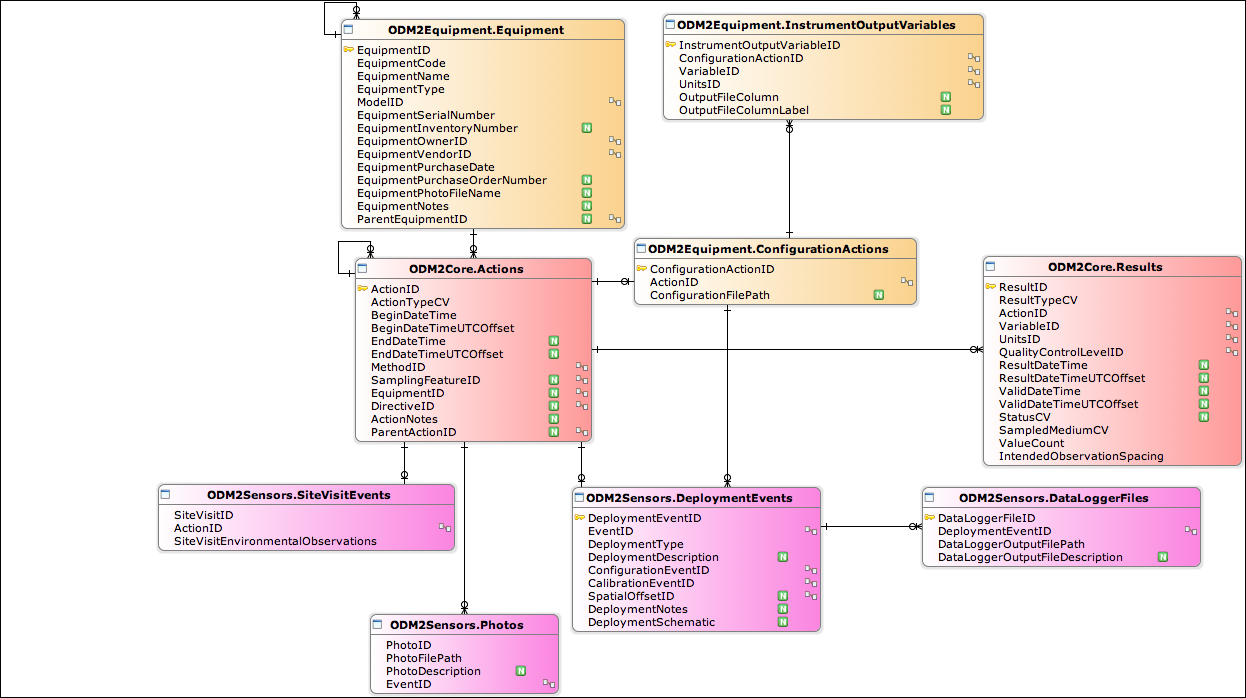 ODM2Equipment.Equipment
EquipmentID
EquipmentCode
EquipmentName
EquipmentType
ModelID
EquipmentSerialNumber
EquipmentInventoryNumber N
EquipmentOwnerID
EquipmentVendorID
EquipmentPurchaseDate
EquipmentPurchaseOrderNumber N
EquipmentPhotoFileName N
EquipmentNotes N
ParentEquipmentID N
ODM2Equipment.InstrumentOutputVariables
InstrumentOutputVariableID
ConfigurationActionID
VariableID
UnitsID
OutputFileColumn N
OutputFileColumnLabel N
ODM2Core.Actions
ActionID
ActionTypeCV
BeginDateTime
BeginDateTimeUTCOffset
EndDateTime N
EndDateTimeUTCOffset N
MethodID
SamplingFeatureID N
EquipmentID N
DirectiveID N
ActionNotes N
ParentActionID N
ODM2Equipment.ConfigurationActions
ConfigurationActionID
ActionID
ConfigurationFilePath N
ODM2Core.Results
ResultID
ResultTypeCV
ActionID
VariableID
UnitsID
QualityControlLevelID
ResultDateTime N
ResultDateTimeUTCOffset N
ValidDateTime N
ValidDateTimeUTCOffset N
StatusCV N
SampledMediumCV
ValueCount
IntendedObservationSpacing
ODM2Sensors.SiteVisitEvents
SiteVisitID
ActionID
SiteVisitEnvironmentalObservations
ODM2Sensors.DeploymentEvents
DeploymentEventID
EventID
DeploymentType
DeploymentDescription N
ConfigurationEventID
CalibrationEventID
SpatialOffsetID N
DeploymentNotes N
DeploymentSchematic N
ODM2Sensors.DataLoggerFiles
DataLoggerFileID
DeploymentEventID
DataLoggerOutputFilePath
DataLoggerOutputFileDescription N
ODM2Sensors.Photos
PhotoID
PhotoFilePath
PhotoDescription N
EventID